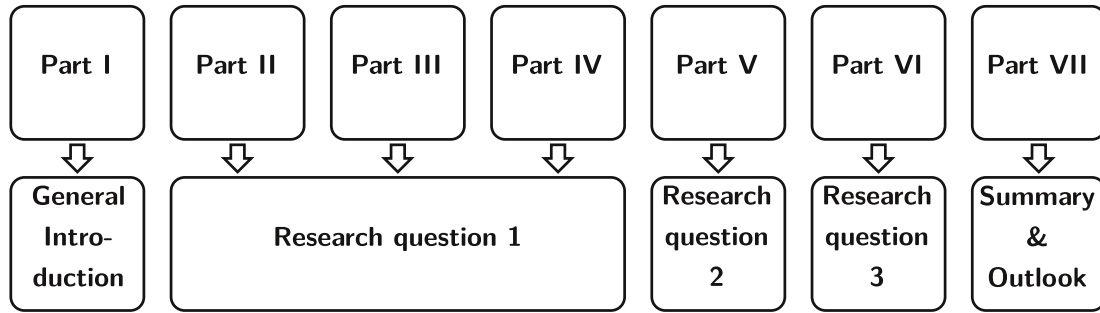 Part I
Part II
Part III
Part IV
Part V
Part VI
Part VII
General
Intro-
duction
Research question 1
Research
question
2
Research
question
3
Summary
&
Outlook